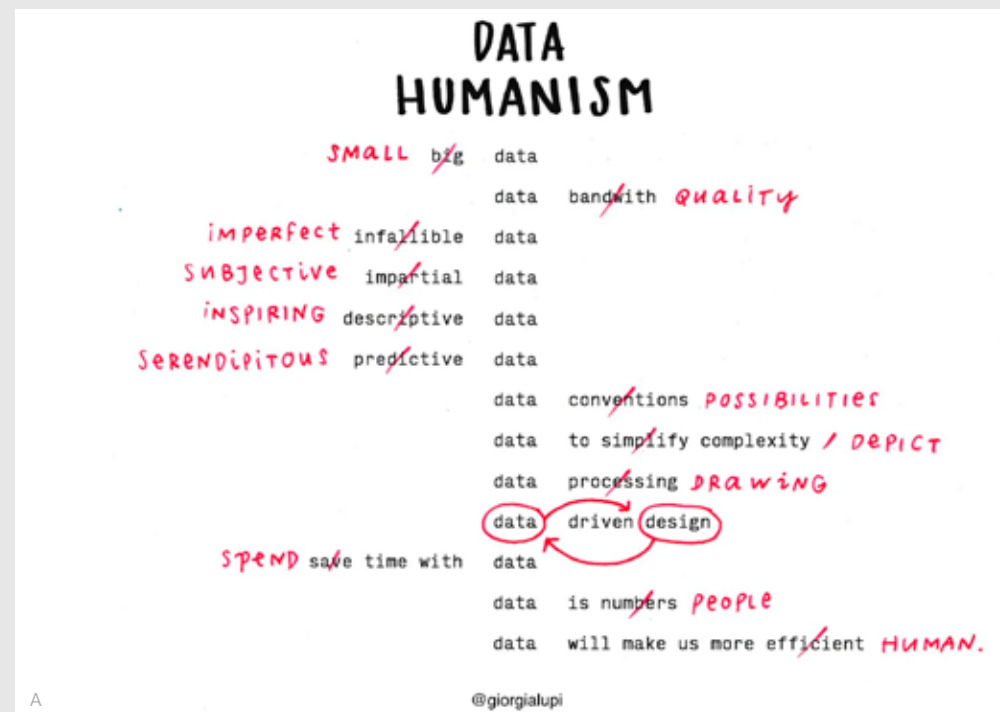 DATA
HUMANISM
SMALL big data
data bandwith QUALITY
iMPERFECT infallible data
SUBJECTIVE impartial data
iNSPIRING descriptive data
SERENDIPITOUS predictive data
data conventions POSSIBILITIES
data to simplify complexity / DEPICT
data processing DRAWING
data driven design
SPEND save time with data
data is numbers PEOPLE
data will make us more efficient HUMAN.
A
@giorgialupi